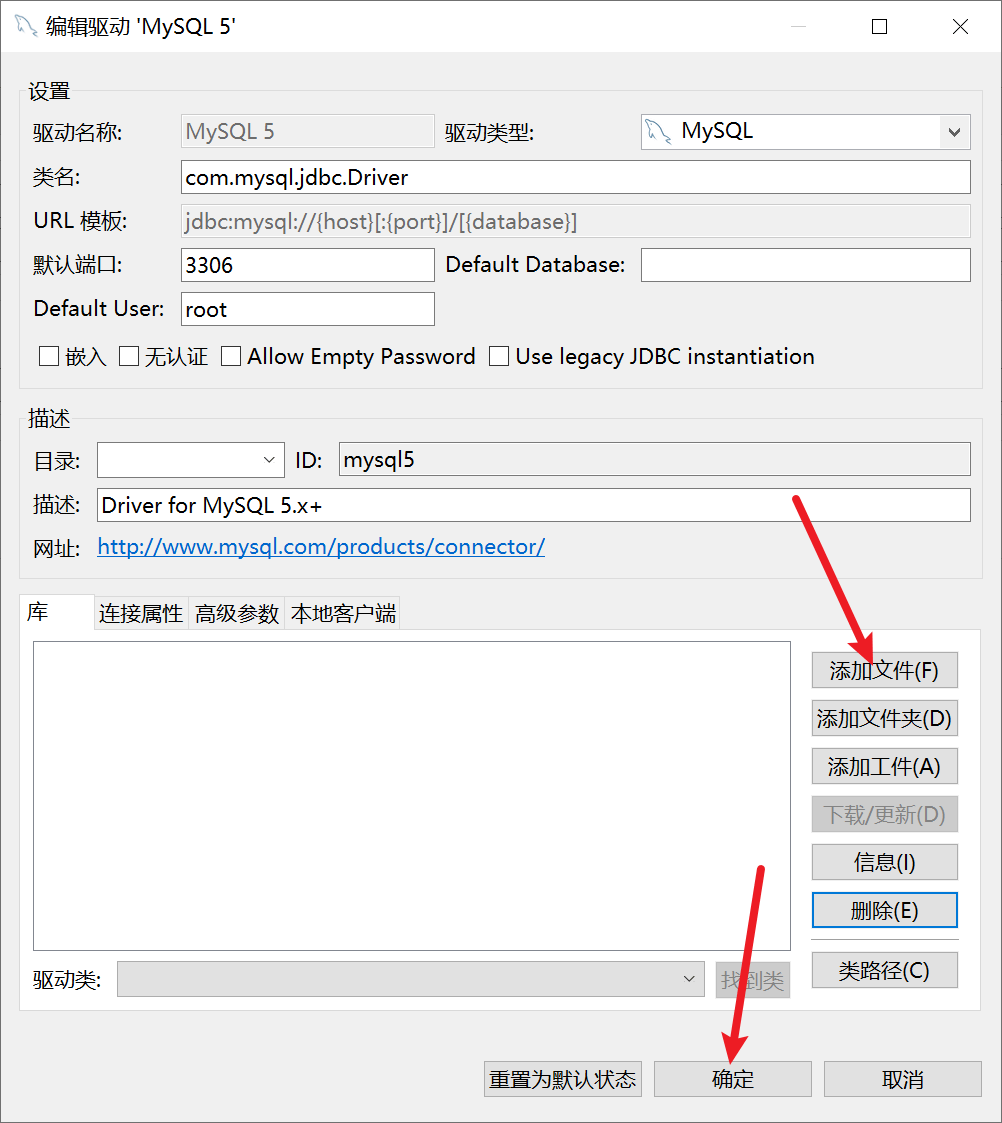 编辑驱动 'MySQL 5'
设置
驱动名称: MySQL 5 驱动类型: MySQL
类名: com.mysql.jdbc.Driver
URL 模板: jdbc:mysql://{host}[:{port}]/[{database}]
默认端口: 3306 Default Database:
Default User: root
嵌入 无认证 Allow Empty Password Use legacy JDBC instantiation
描述
目录: ID: mysql5
描述: Driver for MySQL 5.x+
网址: http://www.mysql.com/products/connector/
库 连接属性 高级参数 本地客户端
添加文件(F)
添加文件夹(D)
添加工件(A)
下载/更新(D)
信息(I)
删除(E)
类路径(C)
驱动类: 找到类
重置为默认状态 确定 取消